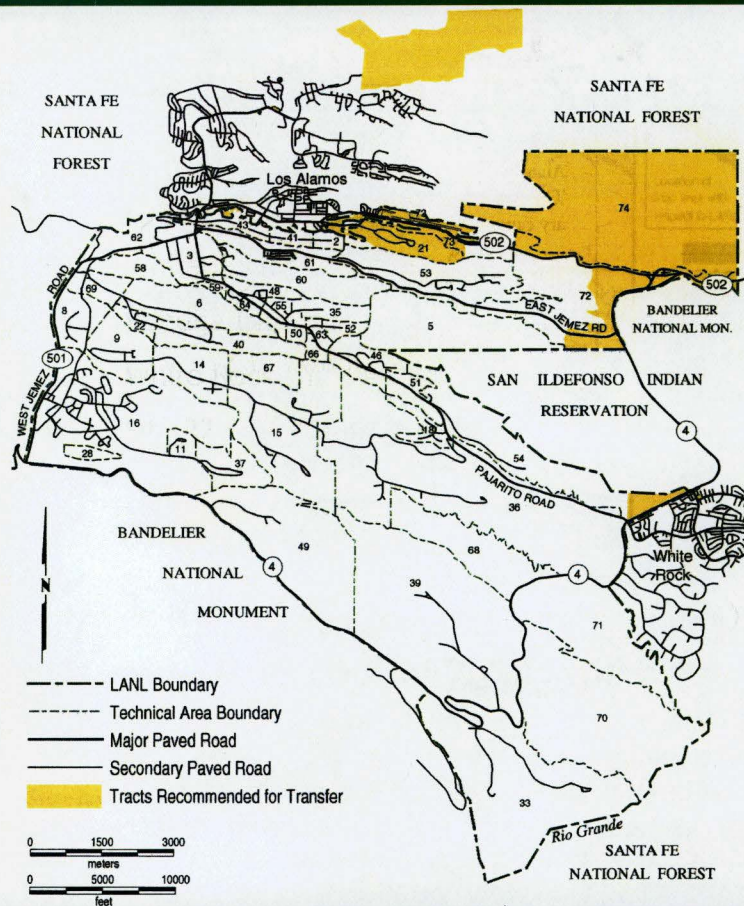 SANTA FE
NATIONAL
FOREST
SANTA FE
NATIONAL FOREST
Los Alamos
74
62
43
41
2
72
21
73
502
3
61
53
502
58
59
60
72
BANDELIER
NATIONAL MON.
69
6
64
48
55
35
EAST JEMEZ RD
8
22
9
50
63
52
5
40
66
46
ROAD
501
WEST JEMEZ
14
67
51
SAN ILDEFONSO INDIAN
RESERVATION
16
15
18
54
4
28
11
37
PAJARITO ROAD
36
BANDELIER
NATIONAL
MONUMENT
49
4
68
White
Rock
4
39
N
71
70
33
LANL Boundary
Technical Area Boundary
Major Paved Road
Secondary Paved Road
Tracts Recommended for Transfer
0 1500 3000
meters
0 5000 10000
feet
Rio Grande
SANTA FE
NATIONAL FOREST